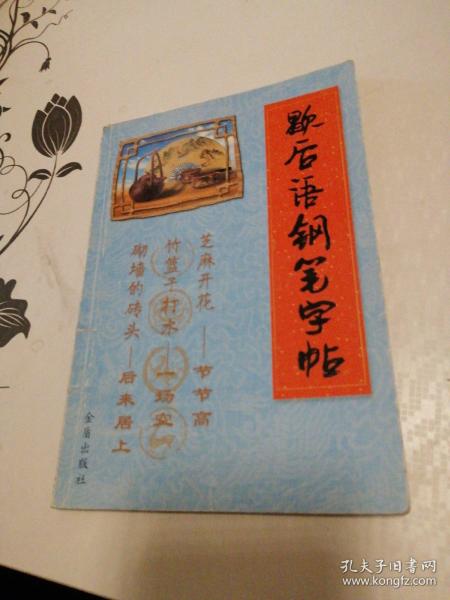 歇后语钢笔字帖
芝麻开花——节节高
竹篮子打水——一场空
砌墙的砖头——后来居上
金盾出版社
孔夫子旧书网
www.kongfz.com